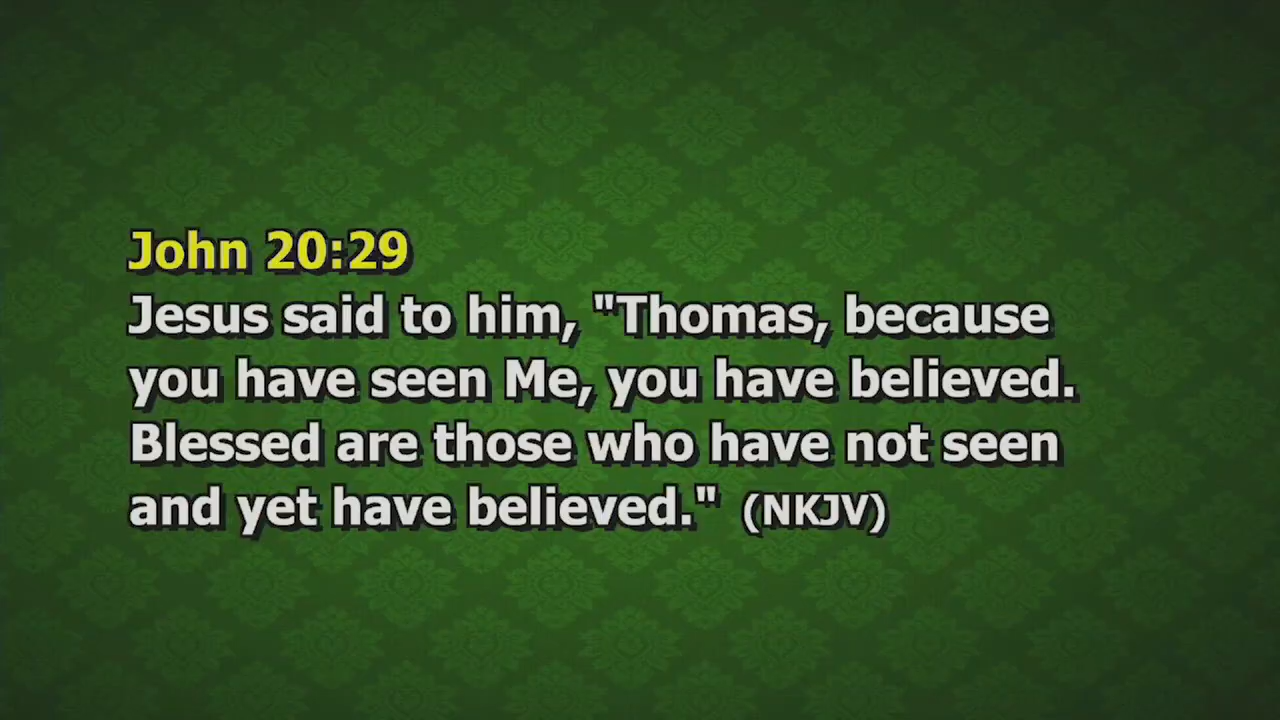 John 20:29
Jesus said to him, "Thomas, because
you have seen Me, you have believed.
Blessed are those who have not seen
and yet have believed." (NKJV)